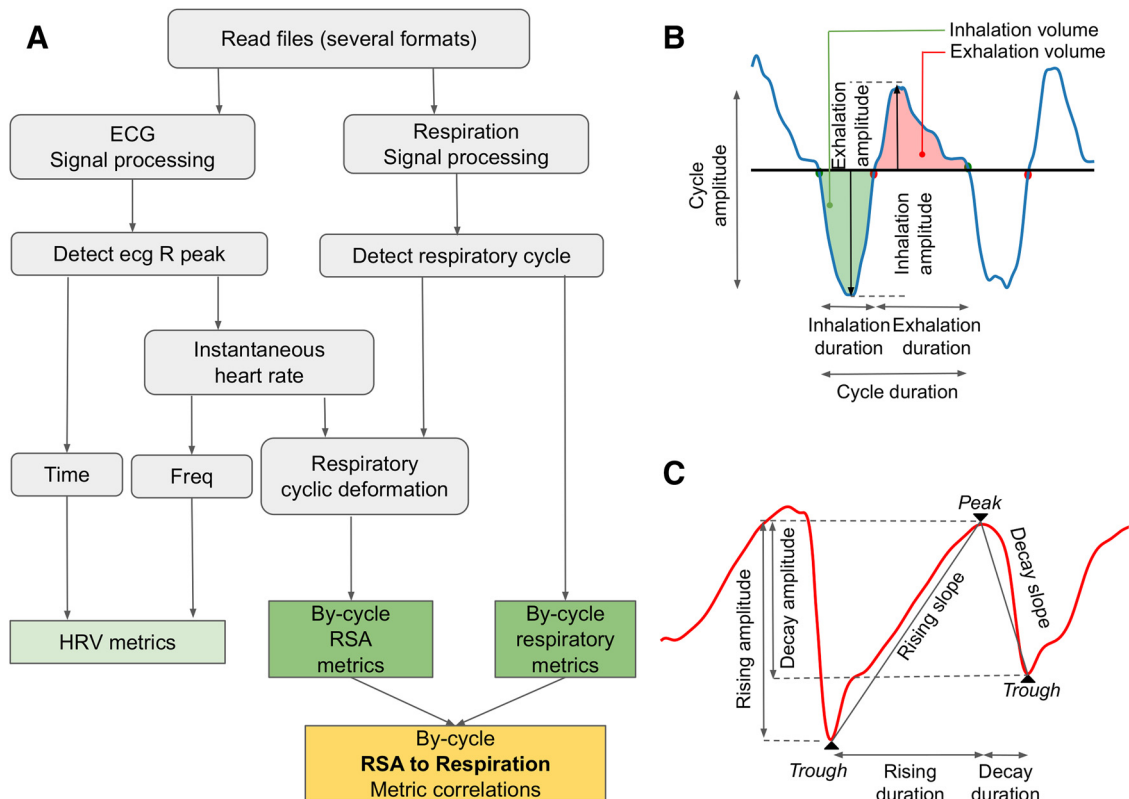 A
Read files (several formats)
ECG
Signal processing
Respiration
Signal processing
Detect ecg R peak
Detect respiratory cycle
Instantaneous
heart rate
Time
Freq
Respiratory
cyclic deformation
HRV metrics
By-cycle
RSA
metrics
By-cycle
respiratory
metrics
By-cycle
RSA to Respiration
Metric correlations
B
Inhalation volume
Exhalation volume
Cycle
amplitude
Exhalation
amplitude
Inhalation
amplitude
Inhalation
duration
Exhalation
duration
Cycle duration
C
Peak
Rising amplitude
Decay amplitude
Rising slope
Decay slope
Trough
Trough
Rising
duration
Decay
duration